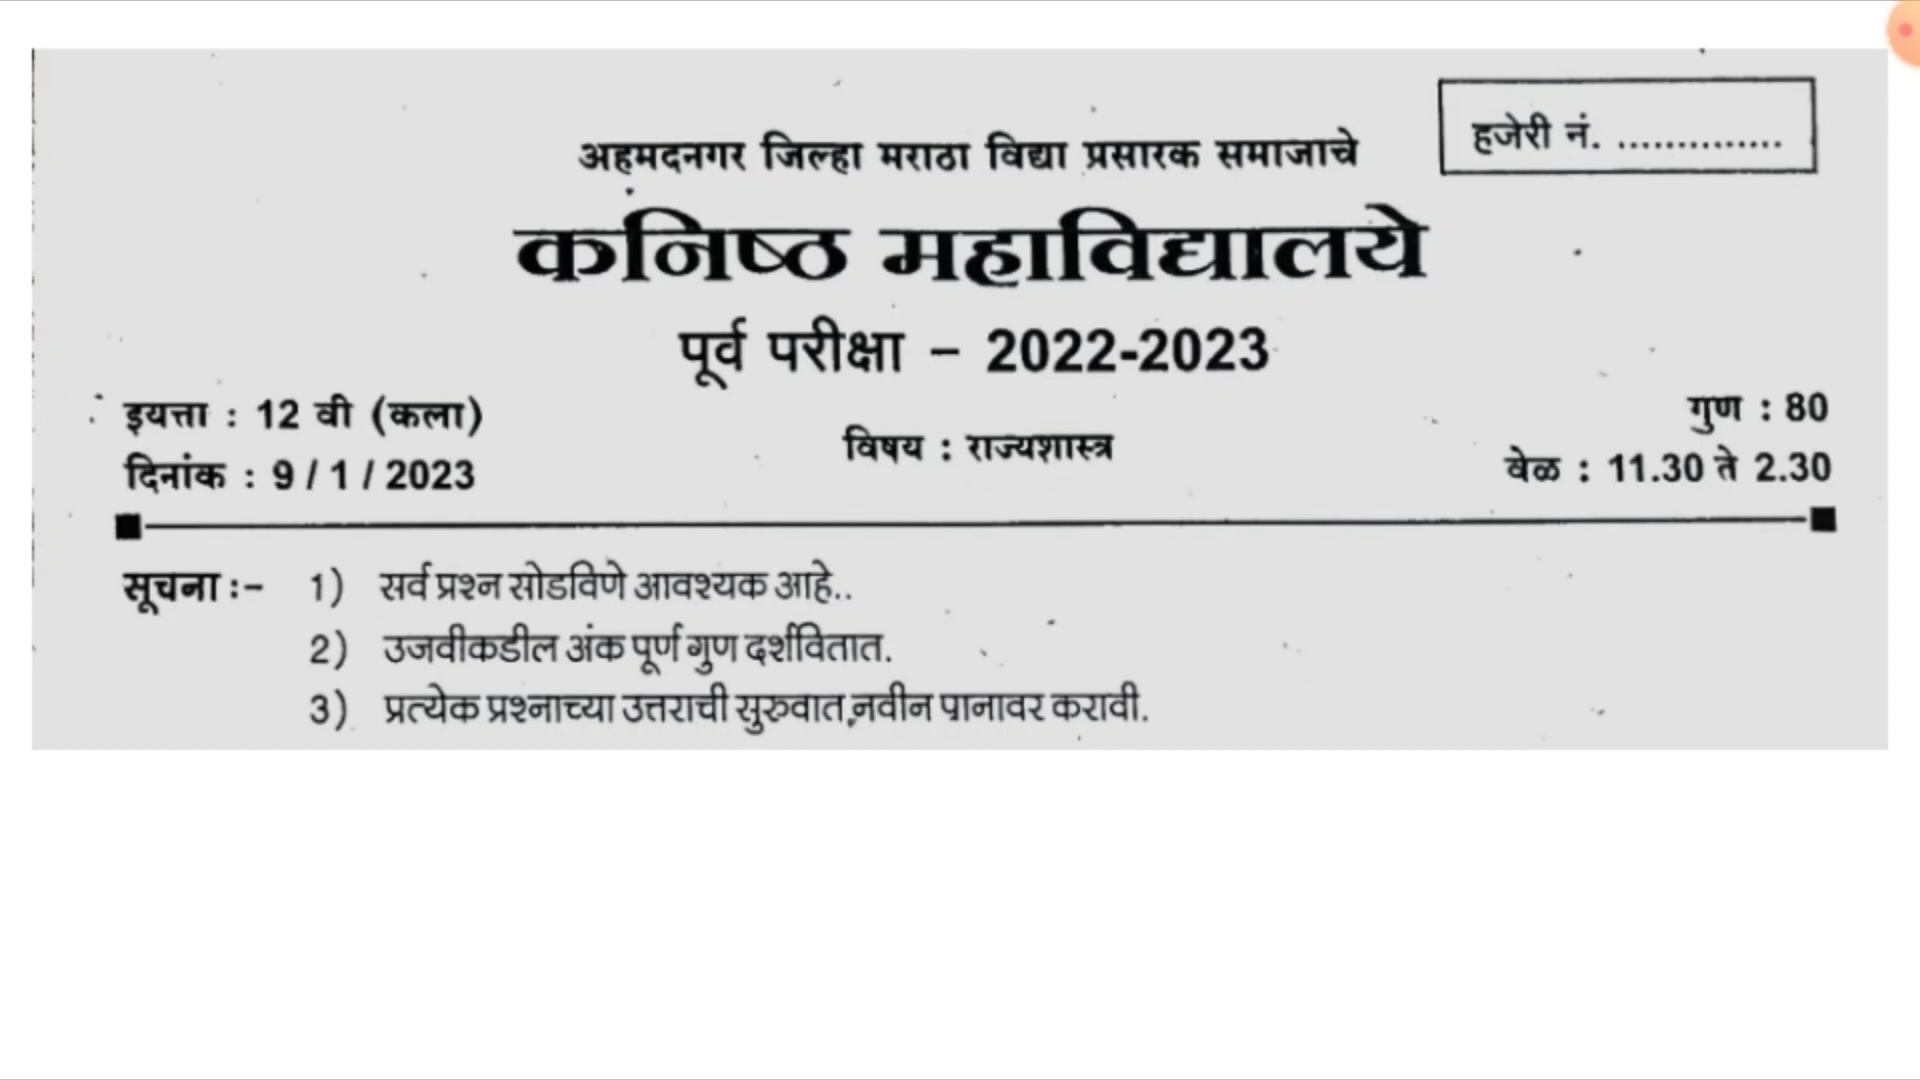 हजेरी नं. ..............
अहमदनगर जिल्हा मराठा विद्या प्रसारक समाजाचे
कनिष्ठ महाविद्यालये
पूर्व परीक्षा – 2022-2023
इयत्ता : 12 वी (कला)
गुण : 80
विषय : राज्यशास्त्र
दिनांक : 9 / 1 / 2023
वेळ : 11.30 ते 2.30
सूचना :- 1) सर्व प्रश्न सोडविणे आवश्यक आहे..
2) उजवीकडील अंक पूर्ण गुण दर्शवितात.
3) प्रत्येक प्रश्नाच्या उत्तराची सुरुवात,नवीन पानावर करावी.